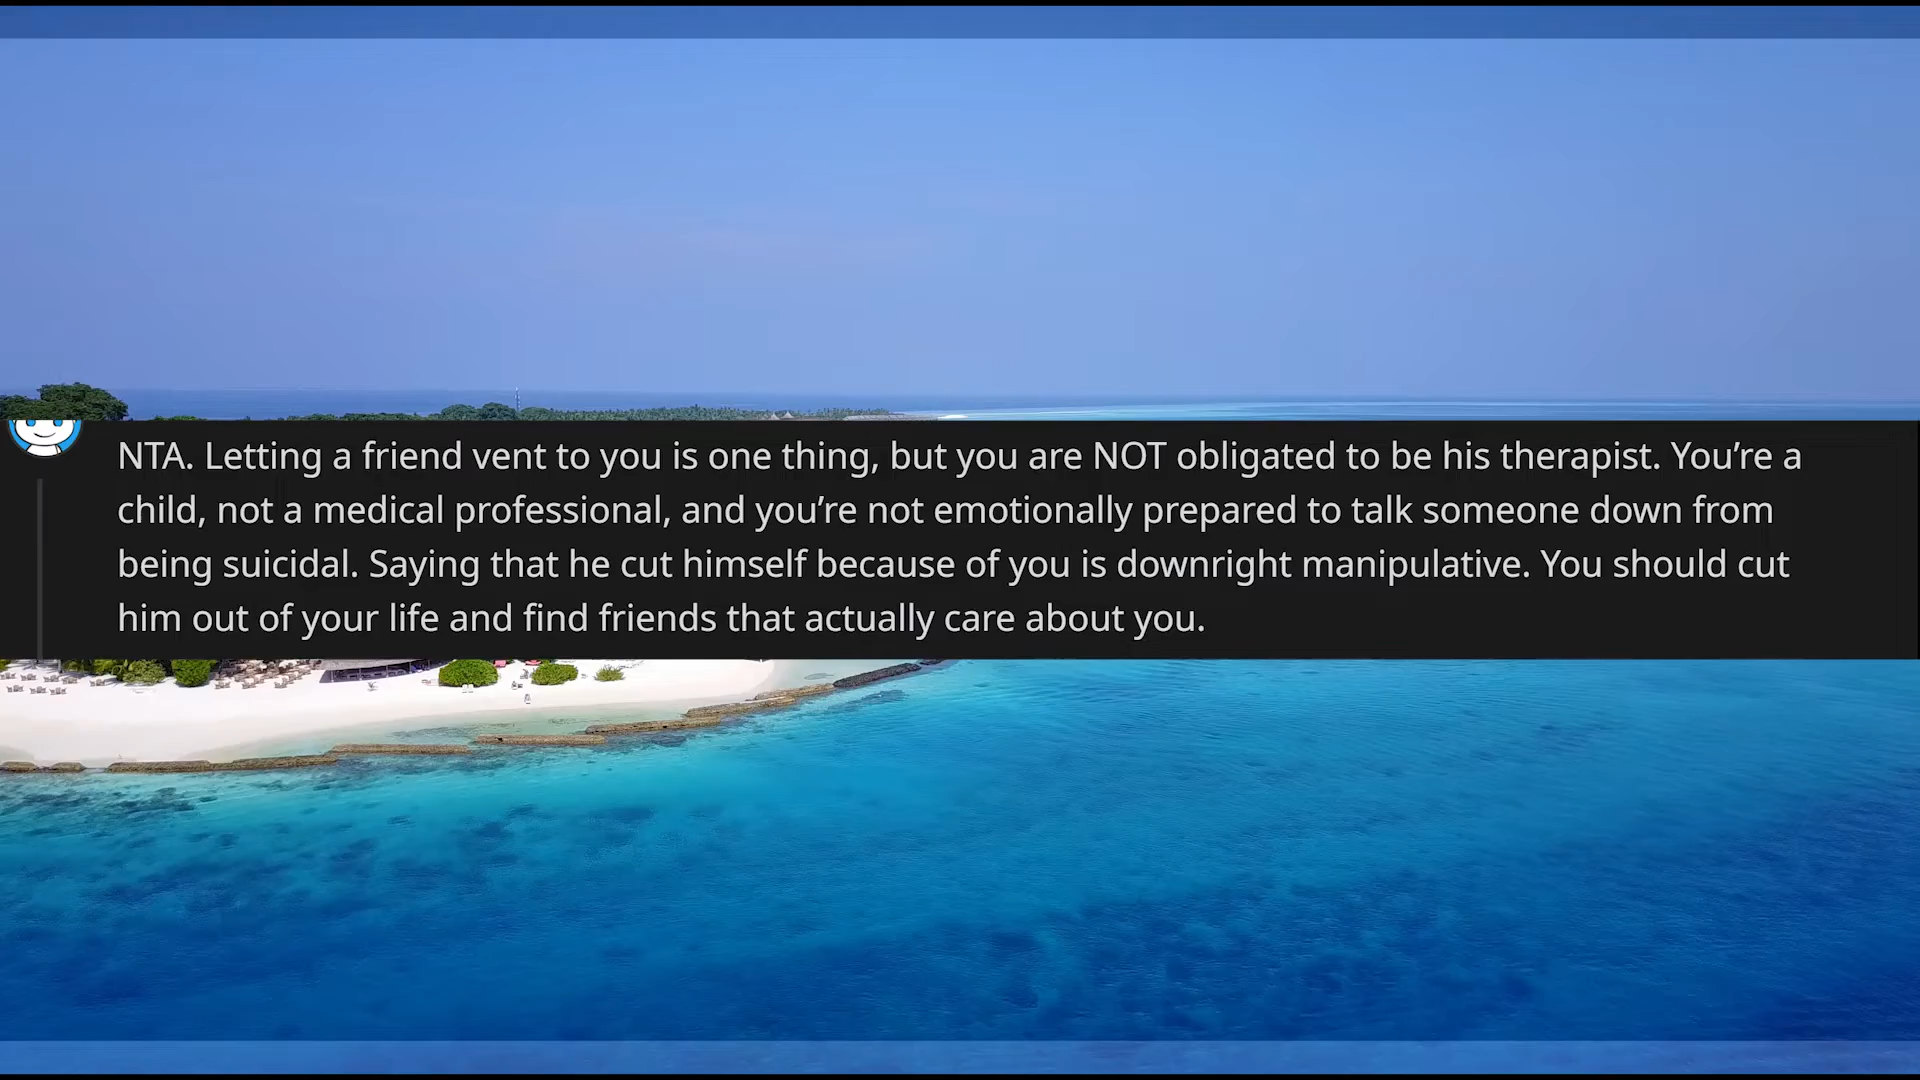 NTA. Letting a friend vent to you is one thing, but you are NOT obligated to be his therapist. You’re a
child, not a medical professional, and you’re not emotionally prepared to talk someone down from
being suicidal. Saying that he cut himself because of you is downright manipulative. You should cut
him out of your life and find friends that actually care about you.